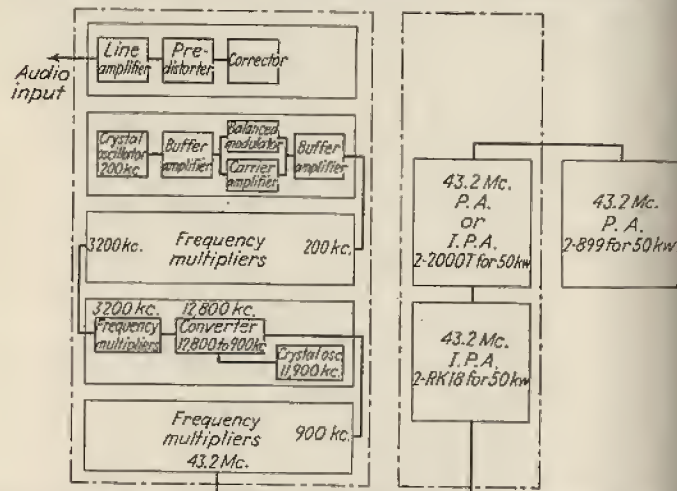 Audio
input
Line
amplifier
Pre-
distorter
Corrector
Crystal
oscillator
200 kc.
Buffer
amplifier
Balanced
modulator
Carrier
amplifier
Buffer
amplifier
3200 kc.
Frequency
multipliers
200 kc.
3200 kc.
Frequency
multipliers
12,800 kc.
Converter
12,800 to 900 kc
Crystal osc.
11,900 kc.
Frequency
multipliers
43.2 Mc.
900 kc.
43.2 Mc.
P. A.
or
I. P. A.
2-2000T for 50 kw
43.2 Mc.
I. P. A.
2-RK18 for 50 kw
43.2 Mc.
P. A.
2-899 for 50 kw